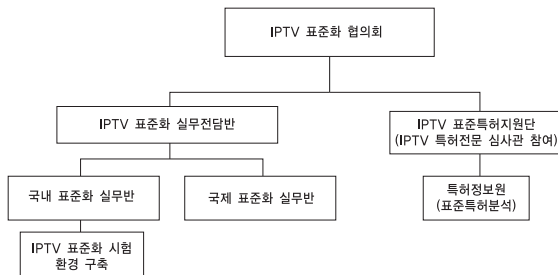 IPTV 표준화 협의회
IPTV 표준화 실무전담반
IPTV 표준특허지원단
(IPTV 특허전문 심사관 참여)
국내 표준화 실무반
국제 표준화 실무반
특허정보원
(표준특허분석)
IPTV 표준화 시험
환경 구축